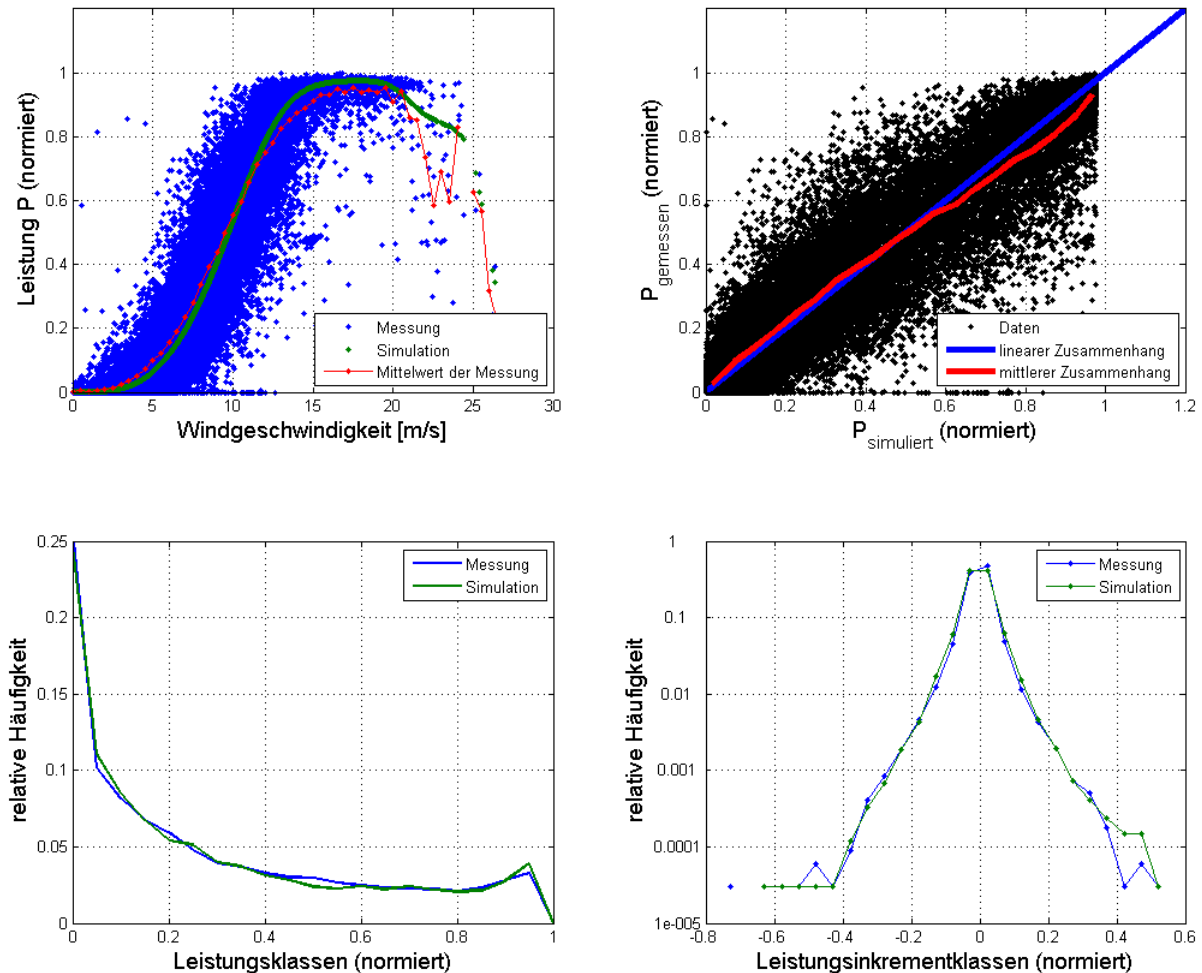 1
0.8
0.6
0.4
0.2
0
Leistung P (normiert)
0
5
10
15
20
25
30
Windgeschwindigkeit [m/s]
Messung
Simulation
Mittelwert der Messung
1.2
1
0.8
0.6
0.4
0.2
0
P gemessen (normiert)
0
0.2
0.4
0.6
0.8
1
1.2
P simuliert (normiert)
Daten
linearer Zusammenhang
mittlerer Zusammenhang
0.25
0.2
0.15
0.1
0.05
0
relative Häufigkeit
0
0.2
0.4
0.6
0.8
1
Leistungsklassen (normiert)
Messung
Simulation
1
0.1
0.01
0.001
0.0001
1e-005
relative Häufigkeit
-0.8
-0.6
-0.4
-0.2
0
0.2
0.4
0.6
Leistungsinkrementklassen (normiert)
Messung
Simulation